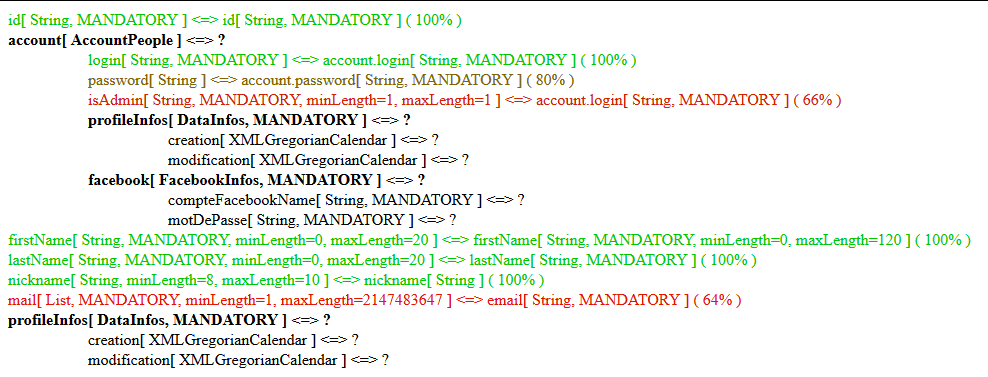 id[ String, MANDATORY ] <=> id[ String, MANDATORY ] ( 100% )
account[ AccountPeople ] <=> ?
login[ String, MANDATORY ] <=> account.login[ String, MANDATORY ] ( 100% )
password[ String ] <=> account.password[ String, MANDATORY ] ( 80% )
isAdmin[ String, MANDATORY, minLength=1, maxLength=1 ] <=> account.login[ String, MANDATORY ] ( 66% )
profileInfos[ DataInfos, MANDATORY ] <=> ?
creation[ XMLGregorianCalendar ] <=> ?
modification[ XMLGregorianCalendar ] <=> ?
facebook[ FacebookInfos, MANDATORY ] <=> ?
compteFacebookName[ String, MANDATORY ] <=> ?
motDePasse[ String, MANDATORY ] <=> ?
firstName[ String, MANDATORY, minLength=0, maxLength=20 ] <=> firstName[ String, MANDATORY, minLength=0, maxLength=120 ] ( 100% )
lastName[ String, MANDATORY, minLength=0, maxLength=20 ] <=> lastName[ String, MANDATORY ] ( 100% )
nickname[ String, minLength=8, maxLength=10 ] <=> nickname[ String ] ( 100% )
mail[ List, MANDATORY, minLength=1, maxLength=2147483647 ] <=> email[ String, MANDATORY ] ( 64% )
profileInfos[ DataInfos, MANDATORY ] <=> ?
creation[ XMLGregorianCalendar ] <=> ?
modification[ XMLGregorianCalendar ] <=> ?